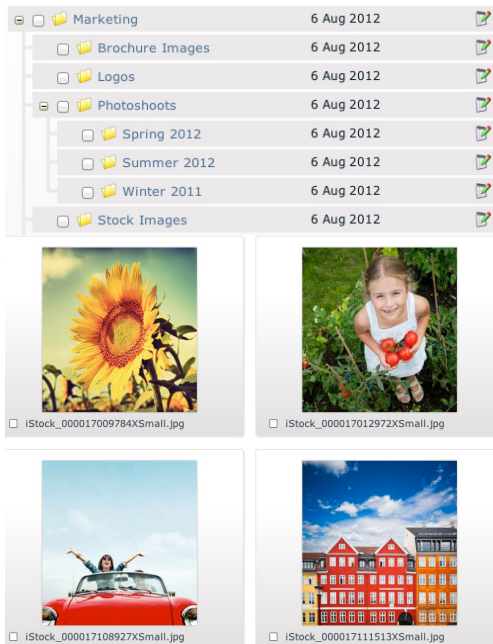 Marketing 6 Aug 2012
Brochure Images 6 Aug 2012
Logos 6 Aug 2012
Photoshoots 6 Aug 2012
Spring 2012 6 Aug 2012
Summer 2012 6 Aug 2012
Winter 2011 6 Aug 2012
Stock Images 6 Aug 2012
iStock_000017009784XSmall.jpg
iStock_000017012972XSmall.jpg
iStock_000017108927XSmall.jpg
iStock_000017111513XSmall.jpg